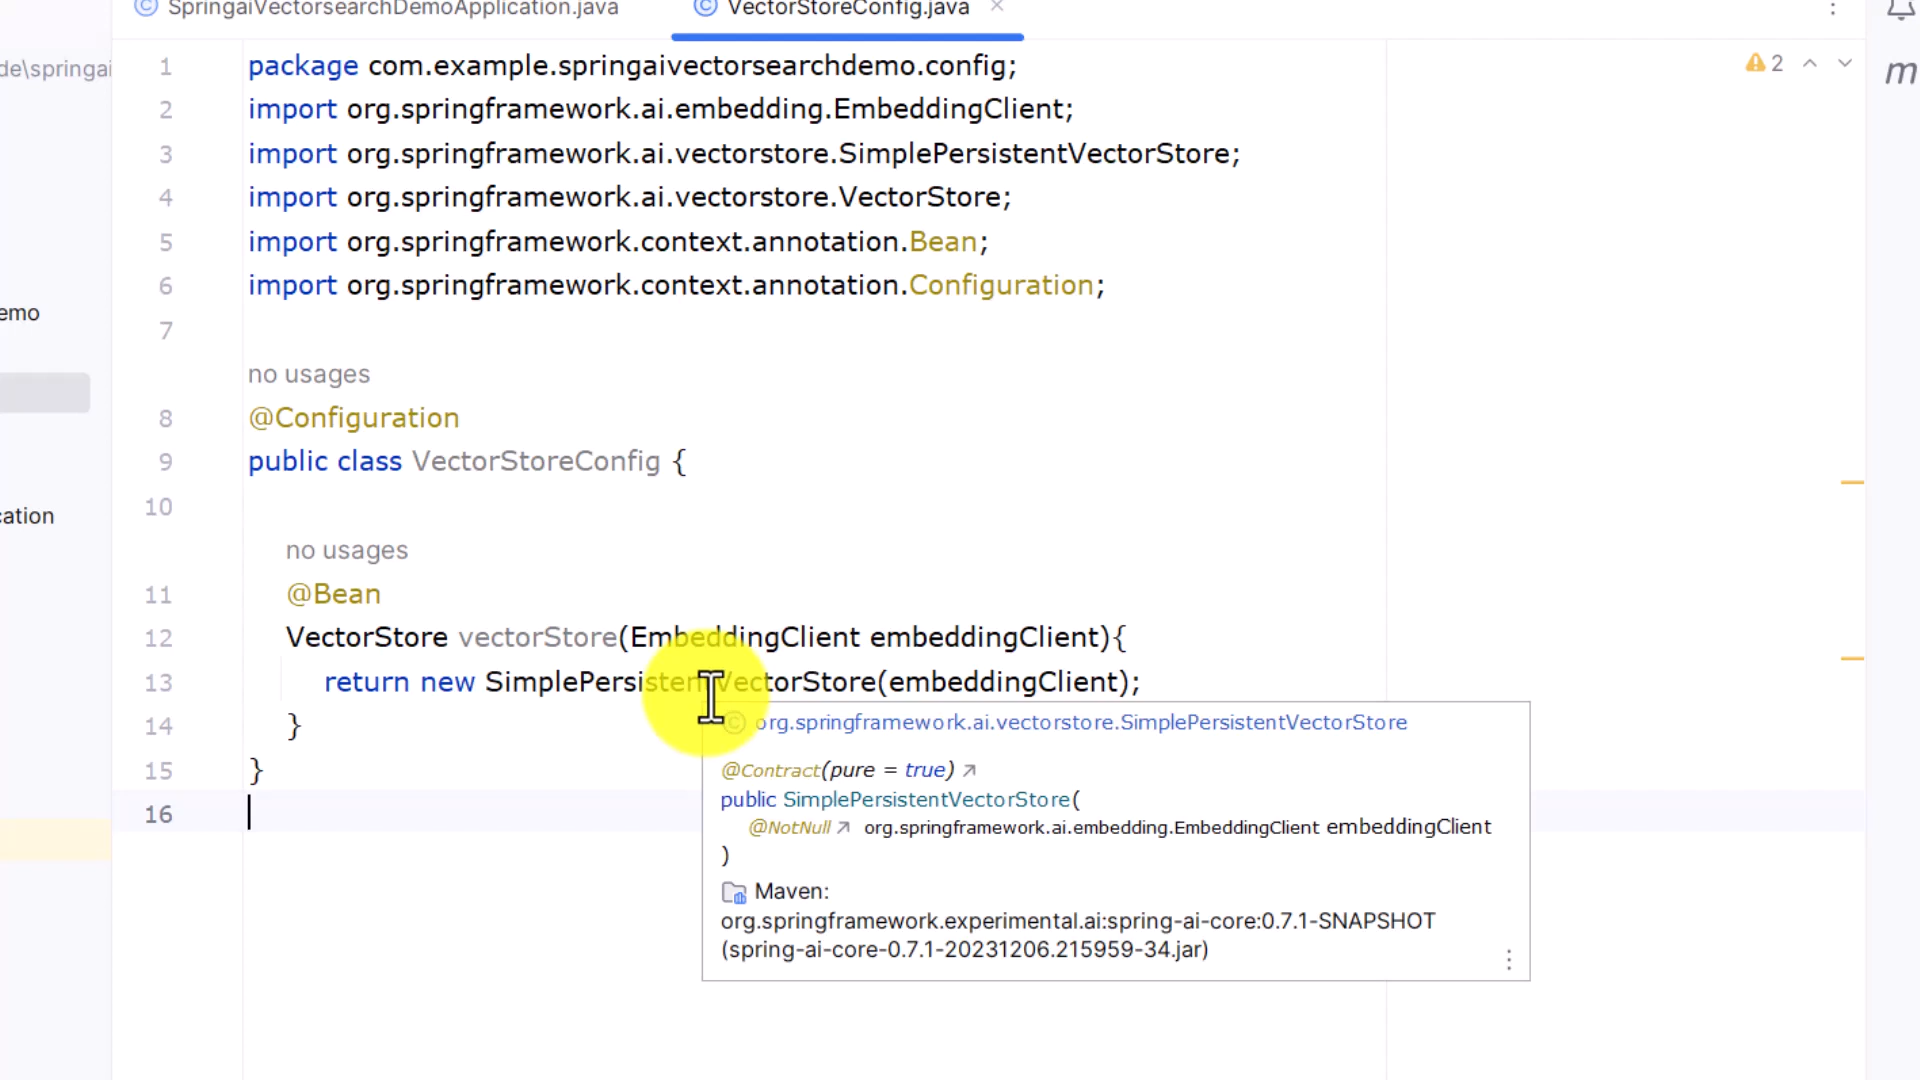 SpringaiVectorsearchDemoApplication.java
VectorStoreConfig.java
de\springai
2
m
1 package com.example.springaivectorsearchdemo.config;
2 import org.springframework.ai.embedding.EmbeddingClient;
3 import org.springframework.ai.vectorstore.SimplePersistentVectorStore;
4 import org.springframework.ai.vectorstore.VectorStore;
5 import org.springframework.context.annotation.Bean;
6 import org.springframework.context.annotation.Configuration;
emo
7
no usages
8 @Configuration
9 public class VectorStoreConfig {
10
cation
no usages
11 @Bean
12 VectorStore vectorStore(EmbeddingClient embeddingClient){
13 return new SimplePersistentVectorStore(embeddingClient);
14 }
15 }
16
org.springframework.ai.vectorstore.SimplePersistentVectorStore
@Contract(pure = true)
public SimplePersistentVectorStore(
@NotNull org.springframework.ai.embedding.EmbeddingClient embeddingClient
)
Maven:
org.springframework.experimental.ai:spring-ai-core:0.7.1-SNAPSHOT
(spring-ai-core-0.7.1-20231206.215959-34.jar)